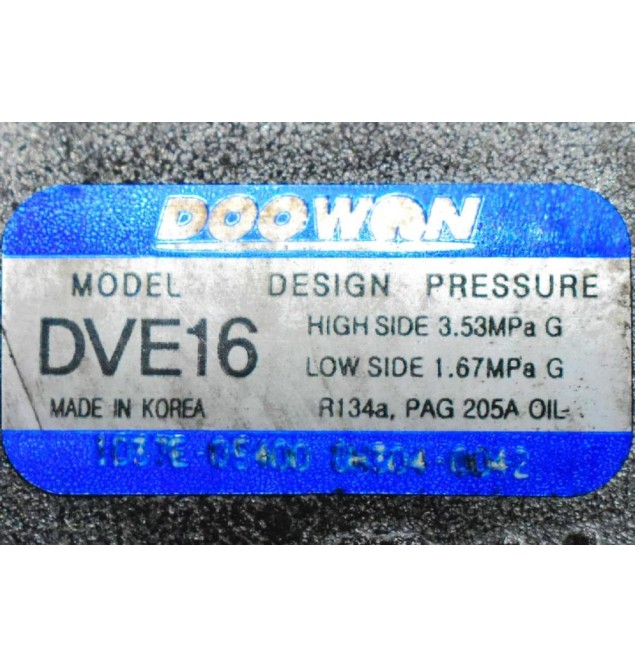 DOOWON
MODEL DESIGN PRESSURE
DVE16 HIGH SIDE 3.53MPa G
LOW SIDE 1.67MPa G
MADE IN KOREA R134a, PAG 205A OIL
05400